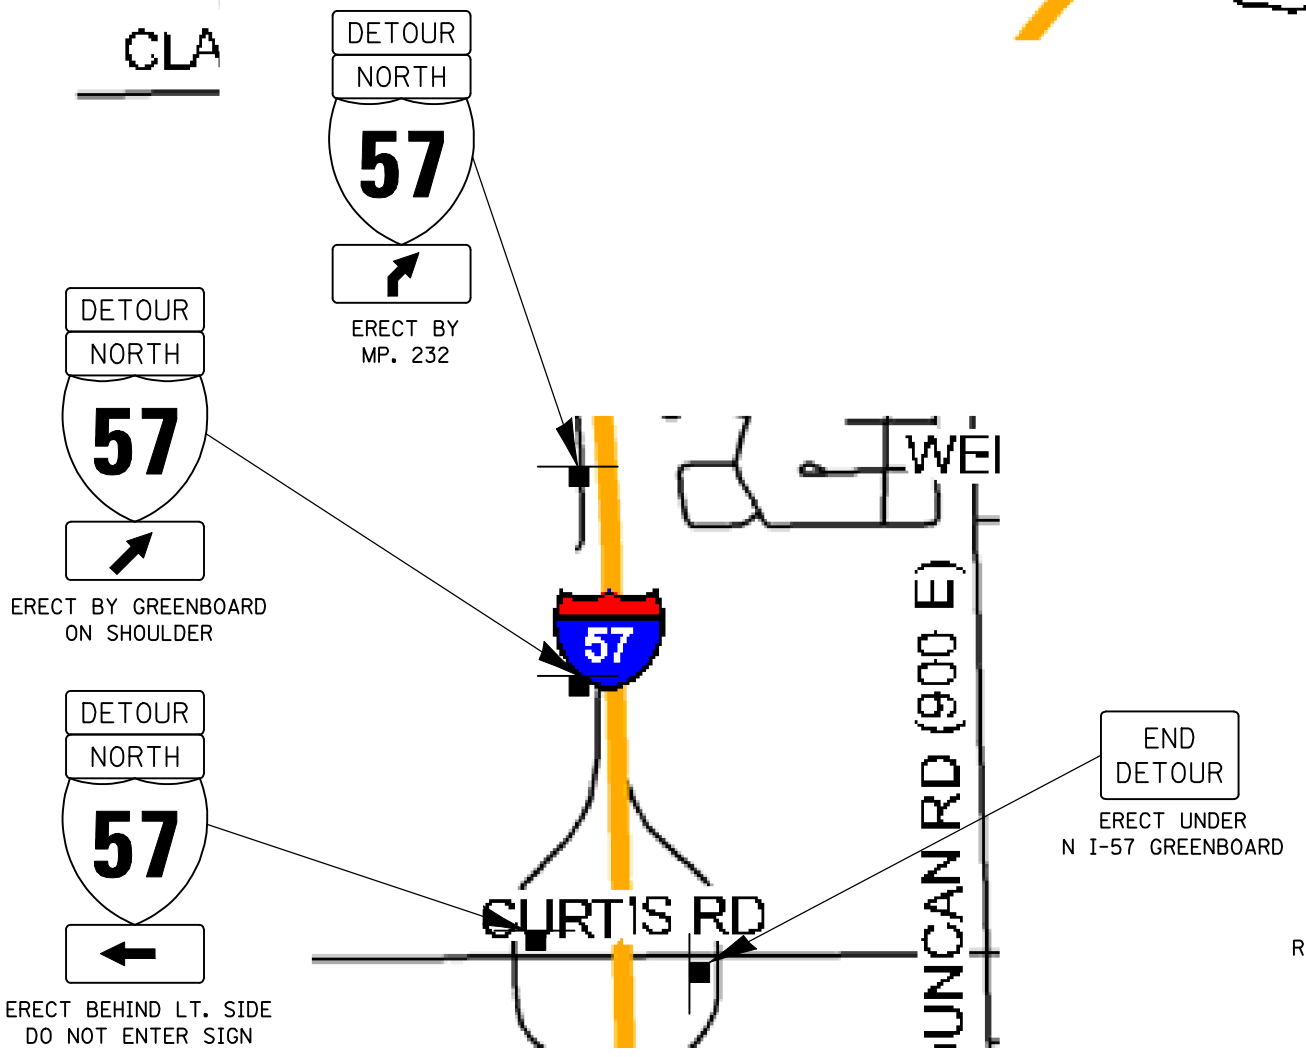 CLA
DETOUR
NORTH
57
ERECT BY
MP. 232
DETOUR
NORTH
57
ERECT BY GREENBOARD
ON SHOULDER
WEI
57
DUNCAN RD (900 E)
DETOUR
NORTH
57
ERECT BEHIND LT. SIDE
DO NOT ENTER SIGN
CURTIS RD
END
DETOUR
ERECT UNDER
N I-57 GREENBOARD
R